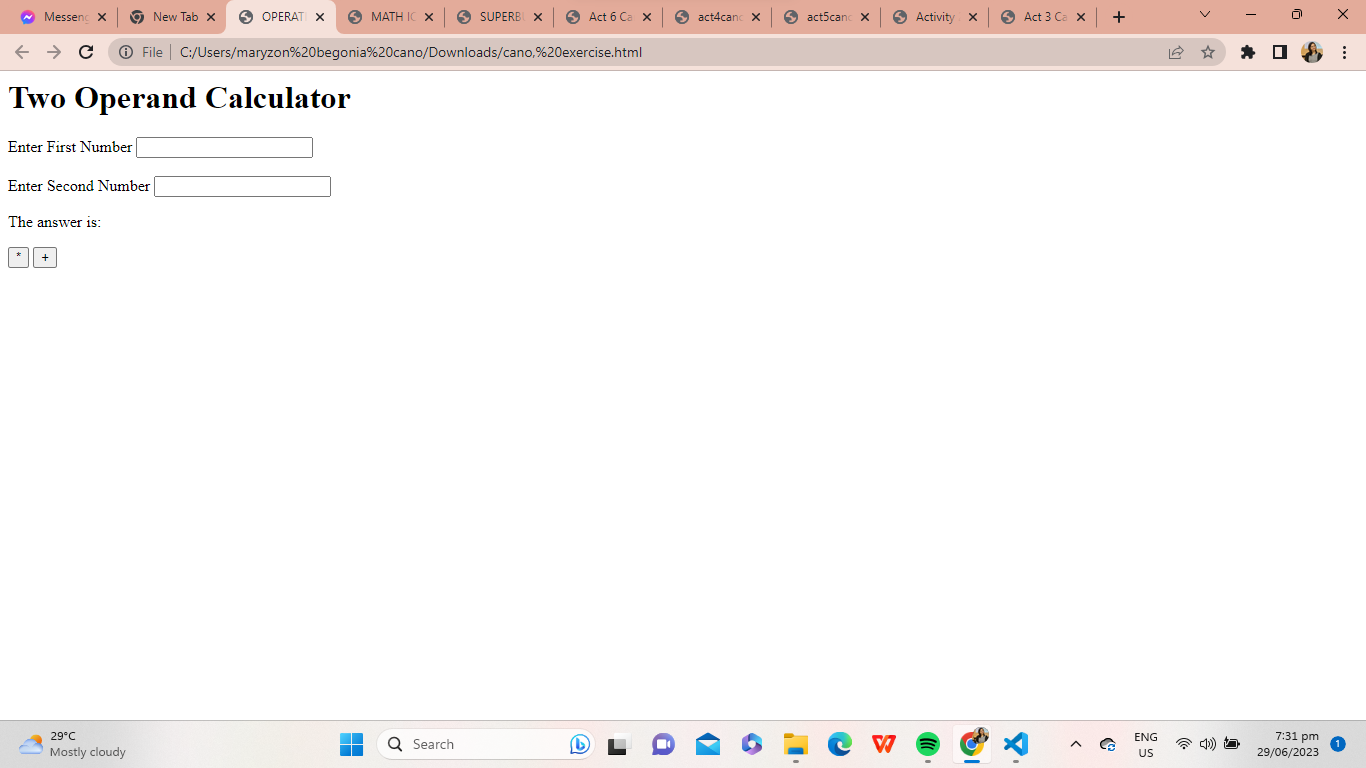 Messeng
New Tab
OPERATI
MATH IC
SUPERBU
Act 6 Ca
act4canc
act5canc
Activity
Act 3 Ca
File
C:/Users/maryzon%20begonia%20cano/Downloads/cano,%20exercise.html
Two Operand Calculator
Enter First Number
Enter Second Number
The answer is:
* +
29°C
Mostly cloudy
Search
ENG
US
7:31 pm
29/06/2023
1